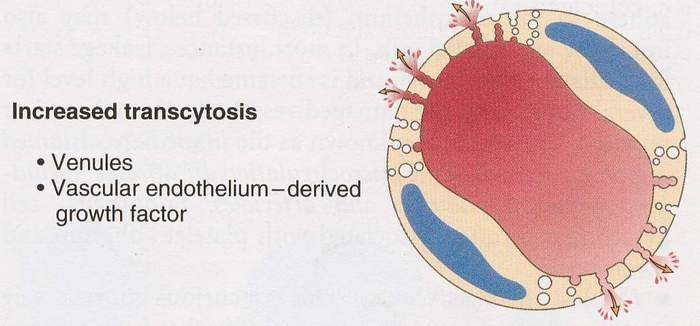 Increased transcytosis
• Venules
• Vascular endothelium–derived
growth factor